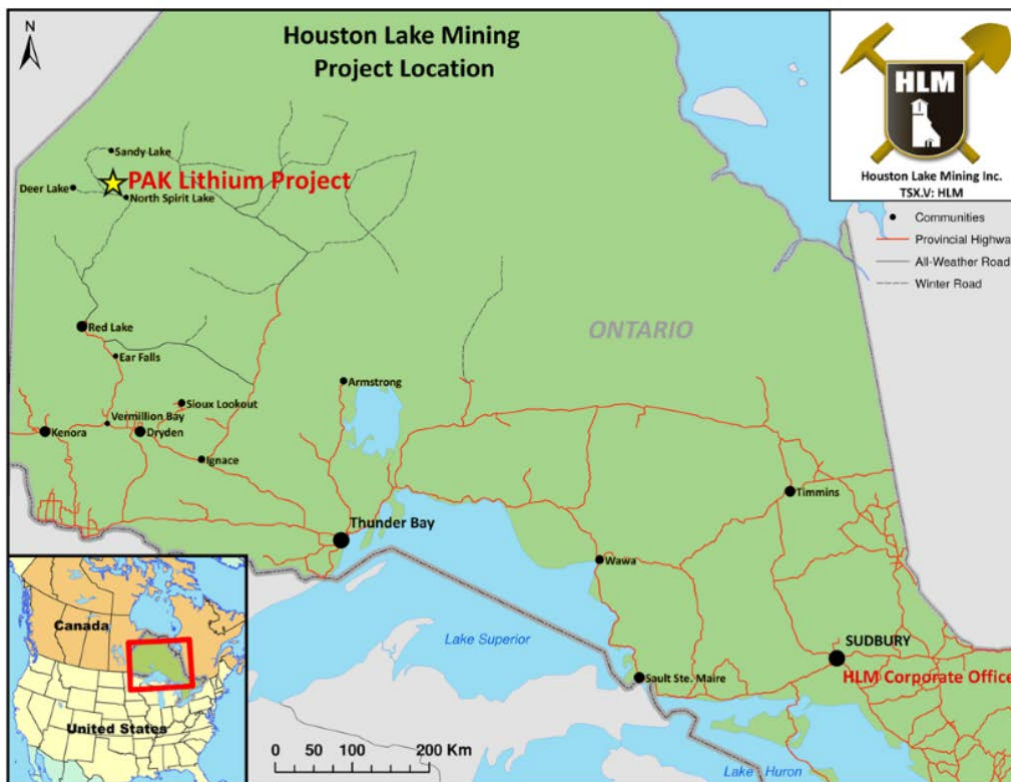 N
Houston Lake Mining
Project Location
HLM
Houston Lake Mining Inc.
TSX.V: HLM
Communities
Provincial Highwa
All-Weather Road
Winter Road
Sandy Lake
PAK Lithium Project
Deer Lake
North Spirit Lake
ONTARIO
Red Lake
Ear Falls
Armstrong
Sioux Lookout
Vermillion Bay
Kenora
Dryden
Ignace
Timmins
Thunder Bay
Wawa
Lake Superior
SUDBURY
Sault Ste. Maire
HLM Corporate Office
Canada
United States
0 50 100 200 Km
Lake Huron